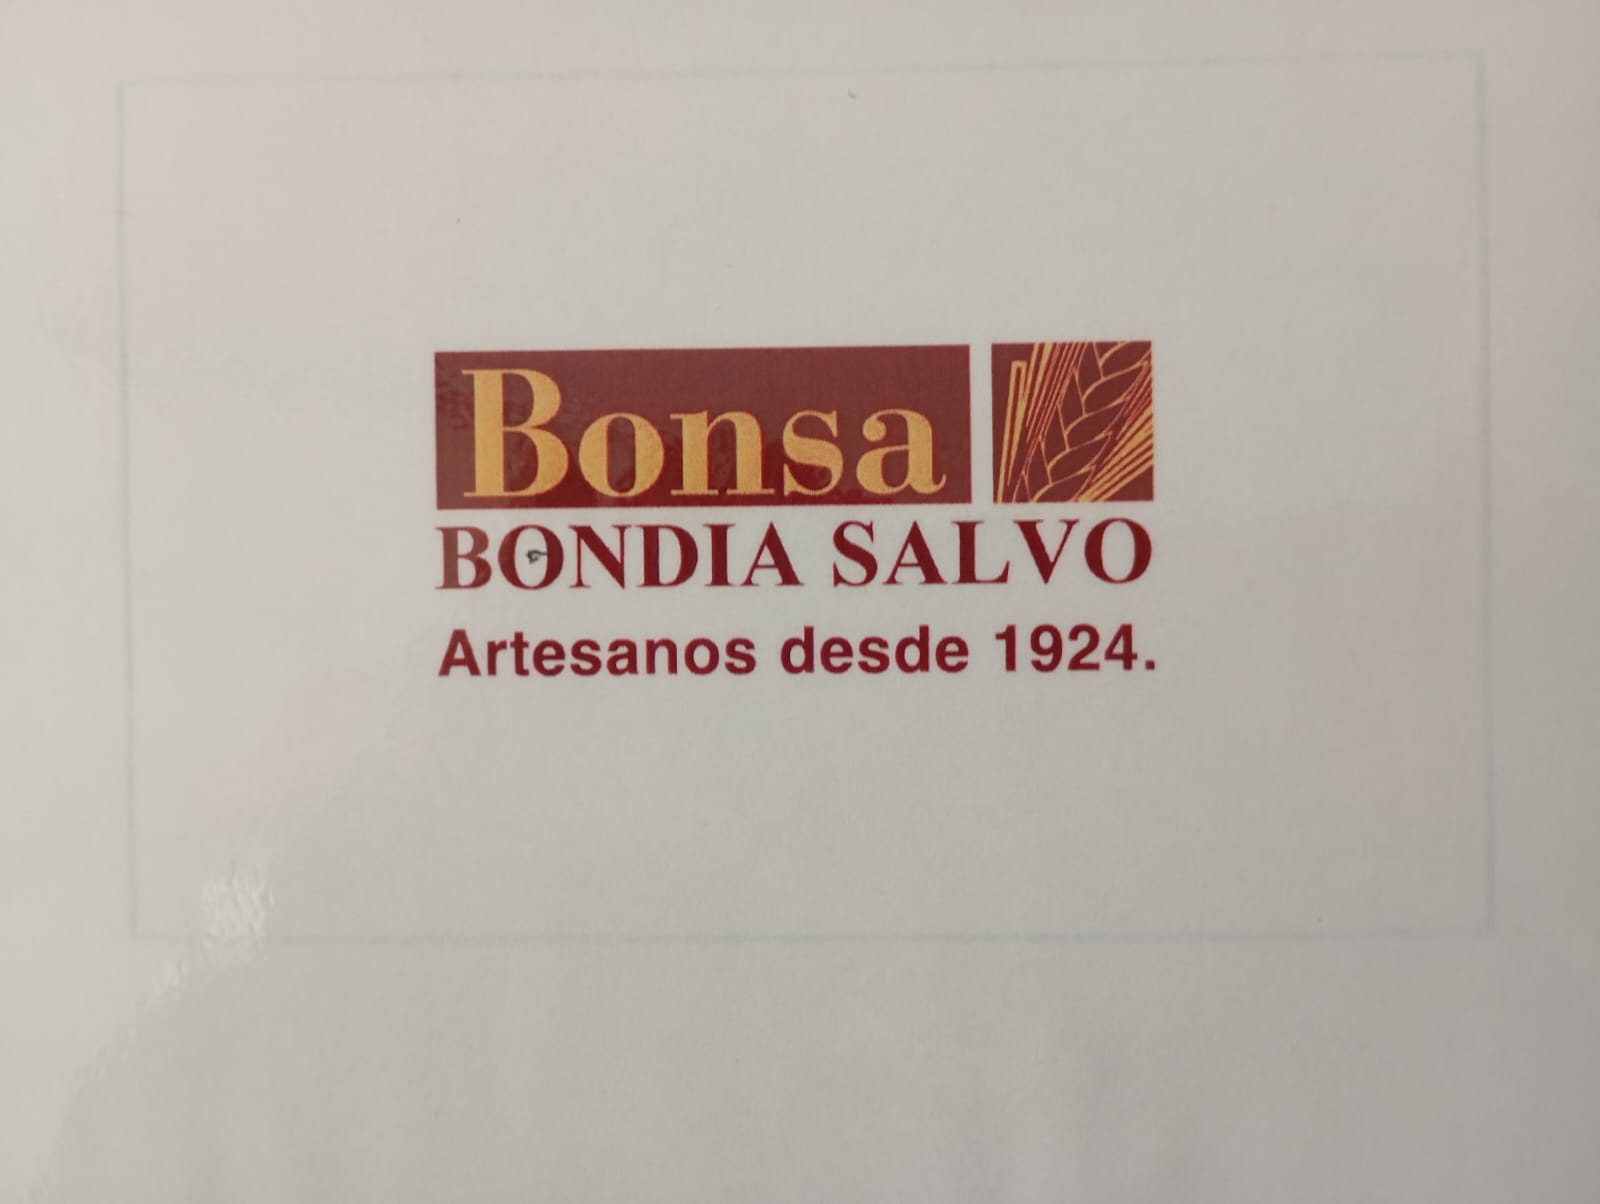 Bonsa
BONDIA SALVO
Artesanos desde 1924.